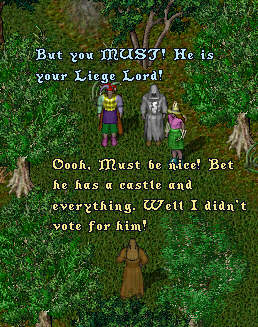 But you MUST! He is
your Liege Lord!
Oooh, Must be nice! Bet
he has a castle and
everything. Well I didn't
vote for him!